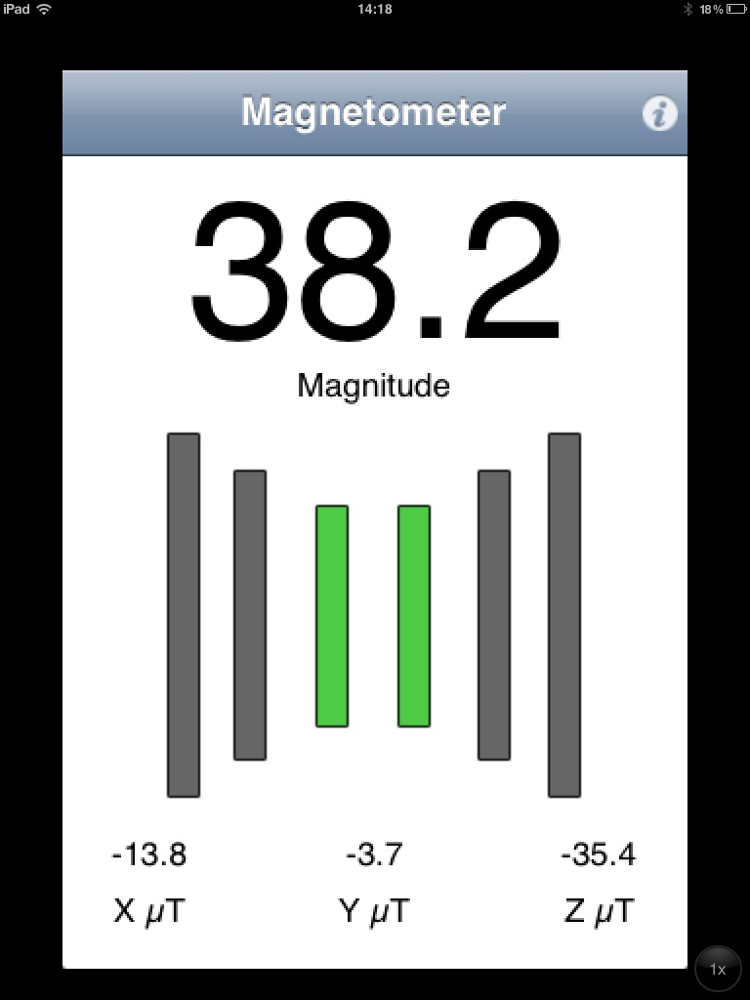 iPad 14:18 18%
Magnetometer
38.2
Magnitude
-13.8 -3.7 -35.4
X µT Y µT Z µT
1x